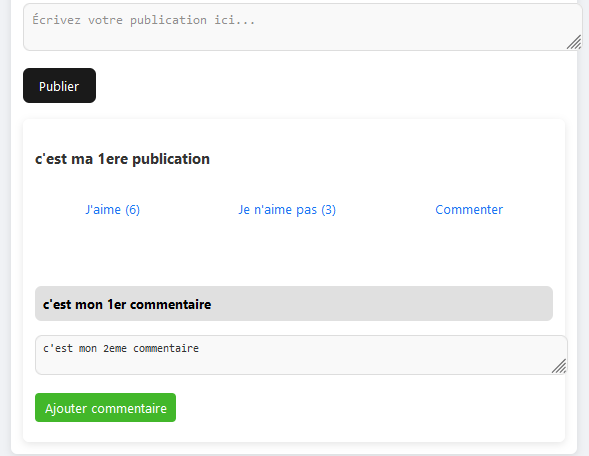 Écrivez votre publication ici...
Publier
c'est ma 1ere publication
J'aime (6) Je n'aime pas (3) Commenter
c'est mon 1er commentaire
c'est mon 2eme commentaire
Ajouter commentaire